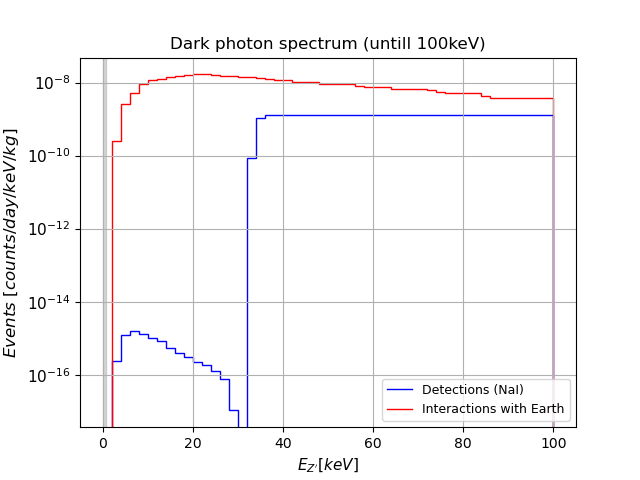 Dark photon spectrum (untill 100keV)
Events [counts/day/keV/kg]
10⁻⁸
10⁻¹⁰
10⁻¹²
10⁻¹⁴
10⁻¹⁶
0 20 40 60 80 100
E_Z′[keV]
Detections (NaI)
Interactions with Earth